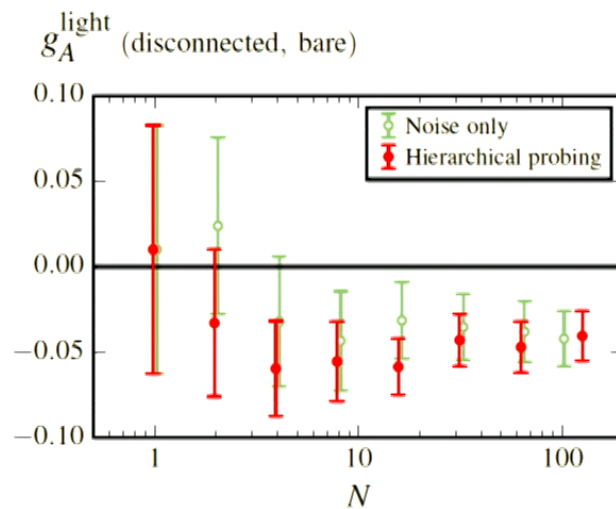 g_A^light (disconnected, bare)
0.10
Noise only
Hierarchical probing
0.05
0.00
−0.05
−0.10
1 10 100
N